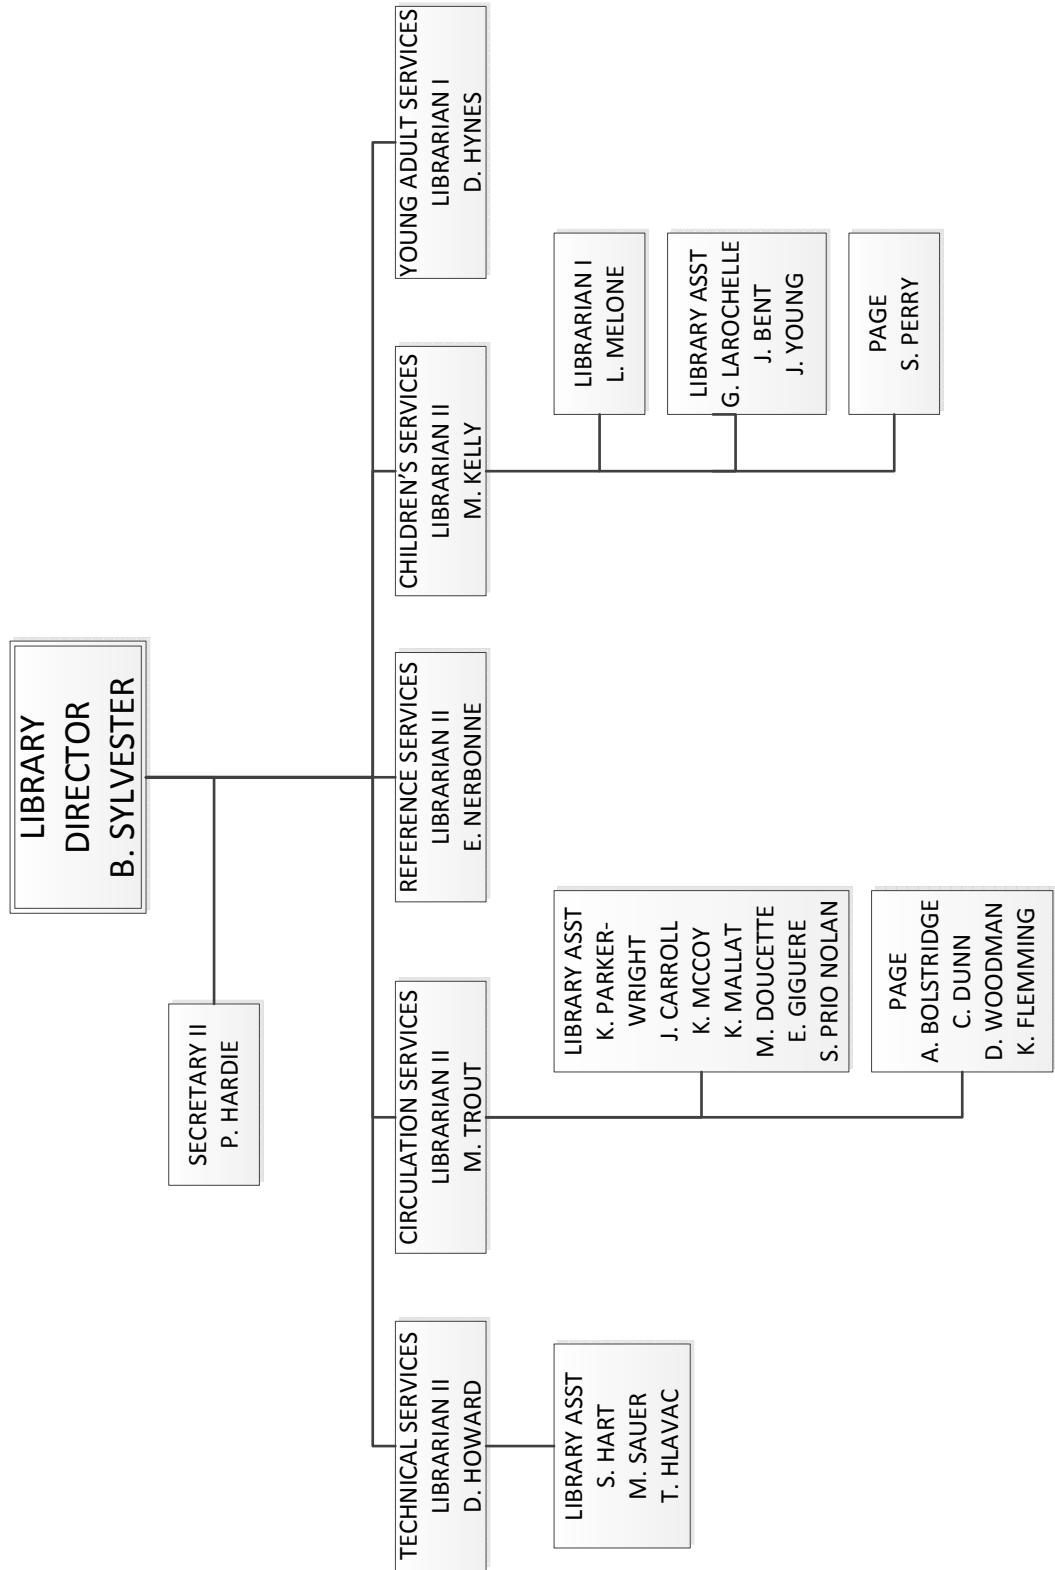 LIBRARY
DIRECTOR
B. SYLVESTER
SECRETARY II
P. HARDIE
TECHNICAL SERVICES
LIBRARIAN II
D. HOWARD
CIRCULATION SERVICES
LIBRARIAN II
M. TROUT
REFERENCE SERVICES
LIBRARIAN II
E. NERBONNE
CHILDREN'S SERVICES
LIBRARIAN II
M. KELLY
YOUNG ADULT SERVICES
LIBRARIAN I
D. HYNES
LIBRARY ASST
S. HART
M. SAUER
T. HLAVAC
LIBRARY ASST
K. PARKER-
WRIGHT
J. CARROLL
K. MCCOY
K. MALLAT
M. DOUCETTE
E. GIGUERE
S. PRIO NOLAN
PAGE
A. BOLSTRIDGE
C. DUNN
D. WOODMAN
K. FLEMMING
LIBRARIAN I
L. MELONE
LIBRARY ASST
G. LAROCHELLE
J. BENT
J. YOUNG
PAGE
S. PERRY